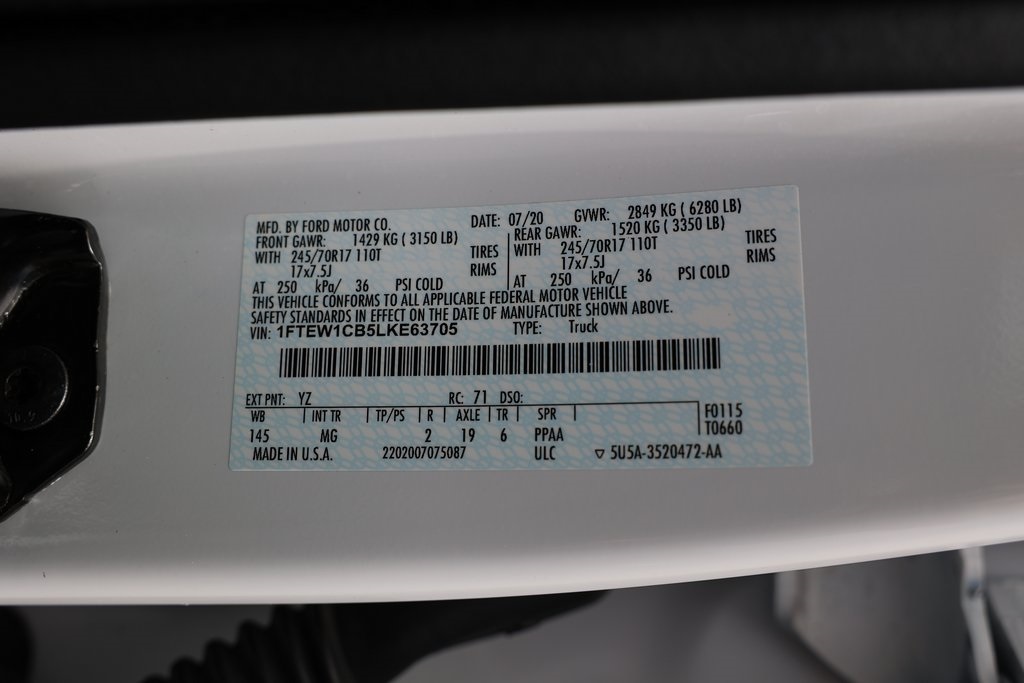 MFD. BY FORD MOTOR CO. DATE: 07/20 GVWR: 2849 KG ( 6280 LB)
FRONT GAWR: 1429 KG ( 3150 LB) REAR GAWR: 1520 KG ( 3350 LB)
WITH 245/70R17 110T TIRES WITH 245/70R17 110T TIRES
17x7.5J RIMS 17x7.5J RIMS
AT 250 kPa/ 36 PSI COLD AT 250 kPa/ 36 PSI COLD
THIS VEHICLE CONFORMS TO ALL APPLICABLE FEDERAL MOTOR VEHICLE
SAFETY STANDARDS IN EFFECT ON THE DATE OF MANUFACTURE SHOWN ABOVE.
VIN: 1FTEW1CB5LKE63705 TYPE: Truck
EXT PNT: YZ RC: 71 DSO:
WB INT TR TP/PS R AXLE TR SPR F0115
145 MG 2 19 6 PPAA T0660
MADE IN U.S.A. 2202007075087 ULC ▽ 5U5A-3520472-AA
10.9